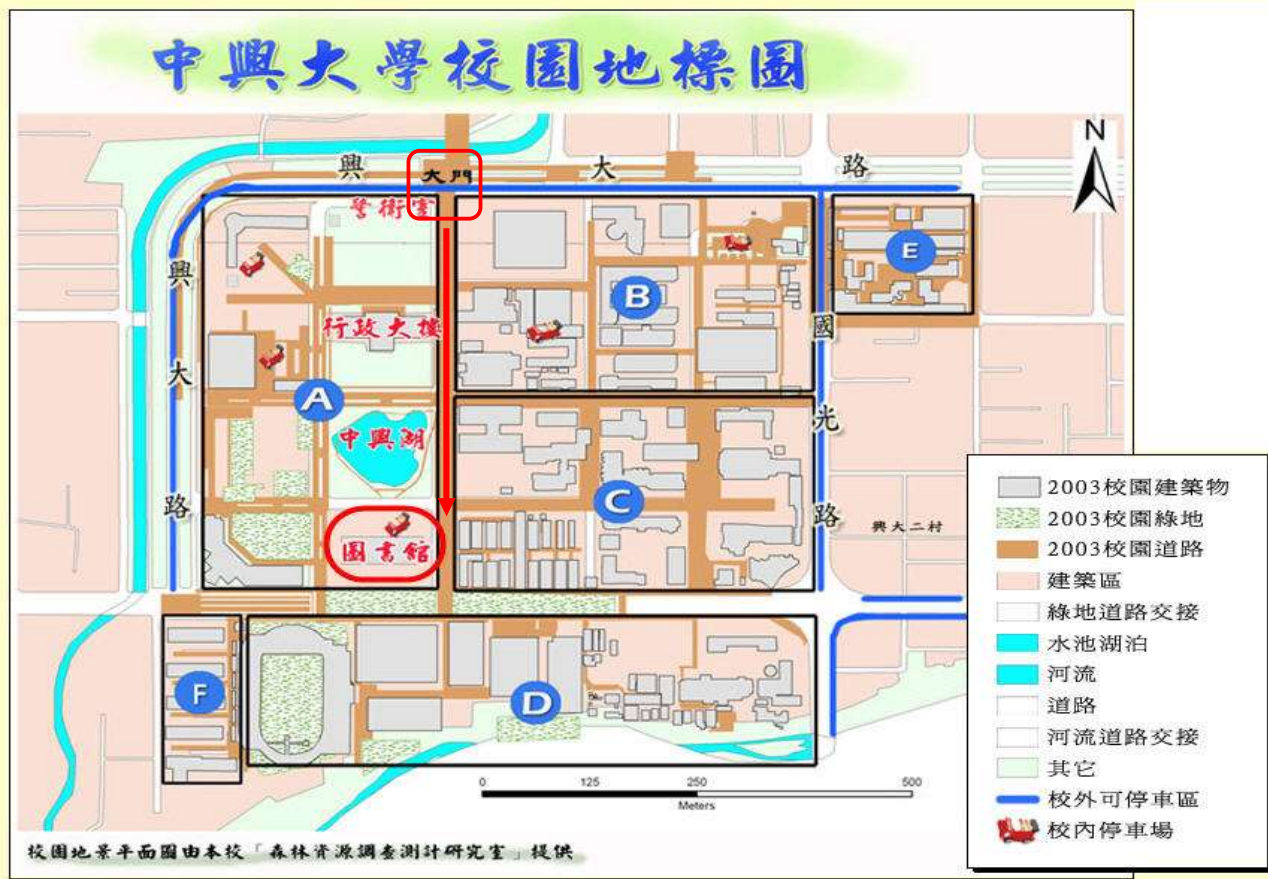 中興大學校園地標圖
N
興
大門
大
路
警衛室
E
B
興
行政大樓
國
大
A
中興湖
光
路
C
路
圖書館
興大二村
F
D
0 125 250 500
Meters
校園地景平面圖由本校「森林資源調查測計研究室」提供
2003校園建築物
2003校園綠地
2003校園道路
建築區
綠地道路交接
水池湖泊
河流
道路
河流道路交接
其它
校外可停車區
校內停車場